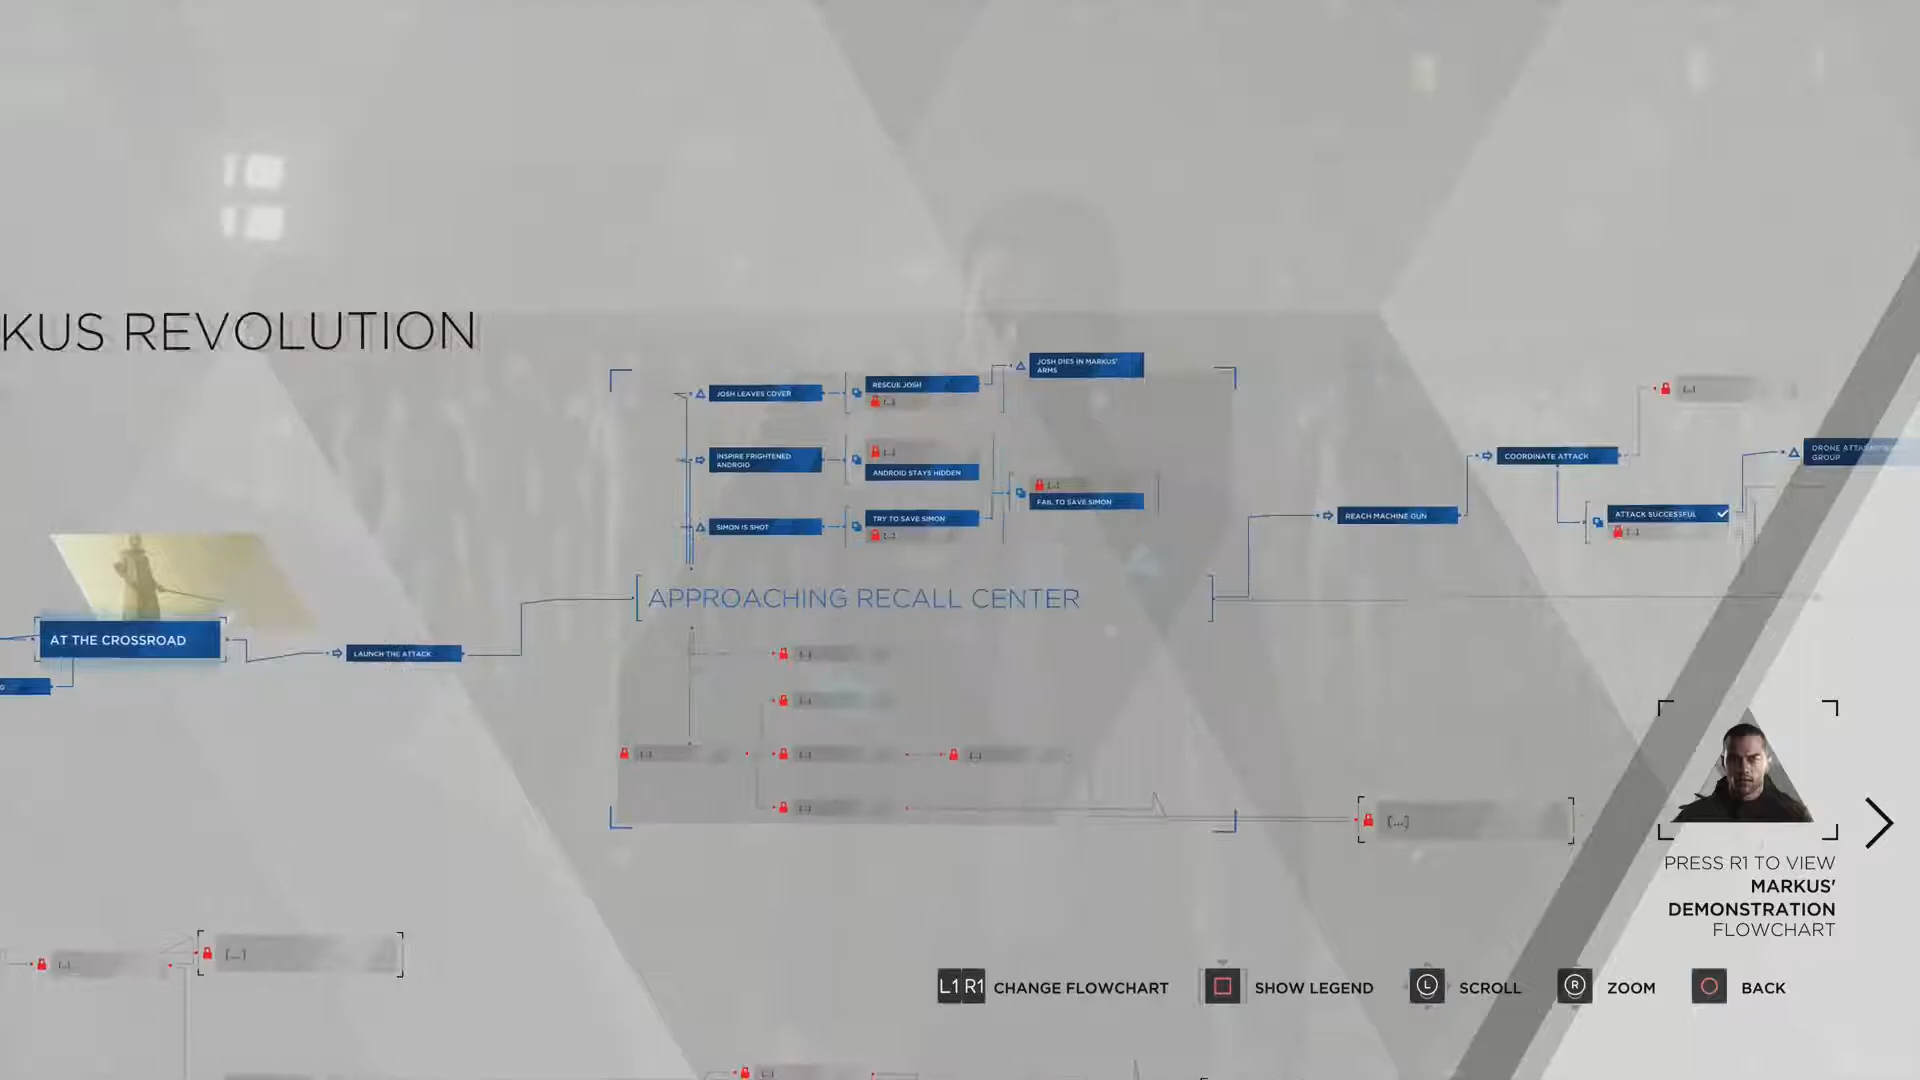 KUS REVOLUTION
JOSH LEAVES COVER
RESCUE JOSH
[...]
JOSH DIES IN MARKUS'
ARMS
INSPIRE FRIGHTENED
ANDROID
[...]
ANDROID STAYS HIDDEN
SIMON IS SHOT
TRY TO SAVE SIMON
[...]
[...]
FAIL TO SAVE SIMON
APPROACHING RECALL CENTER
AT THE CROSSROAD
G
LAUNCH THE ATTACK
REACH MACHINE GUN
COORDINATE ATTACK
[...]
ATTACK SUCCESSFUL
[...]
GROUP
DRONE
[...]
[...]
[...]
[...]
[...]
[...]
[...]
[...]
[...]
[...]
PRESS R1 TO VIEW
MARKUS'
DEMONSTRATION
FLOWCHART
L1 R1 CHANGE FLOWCHART
SHOW LEGEND
L SCROLL
R ZOOM
BACK